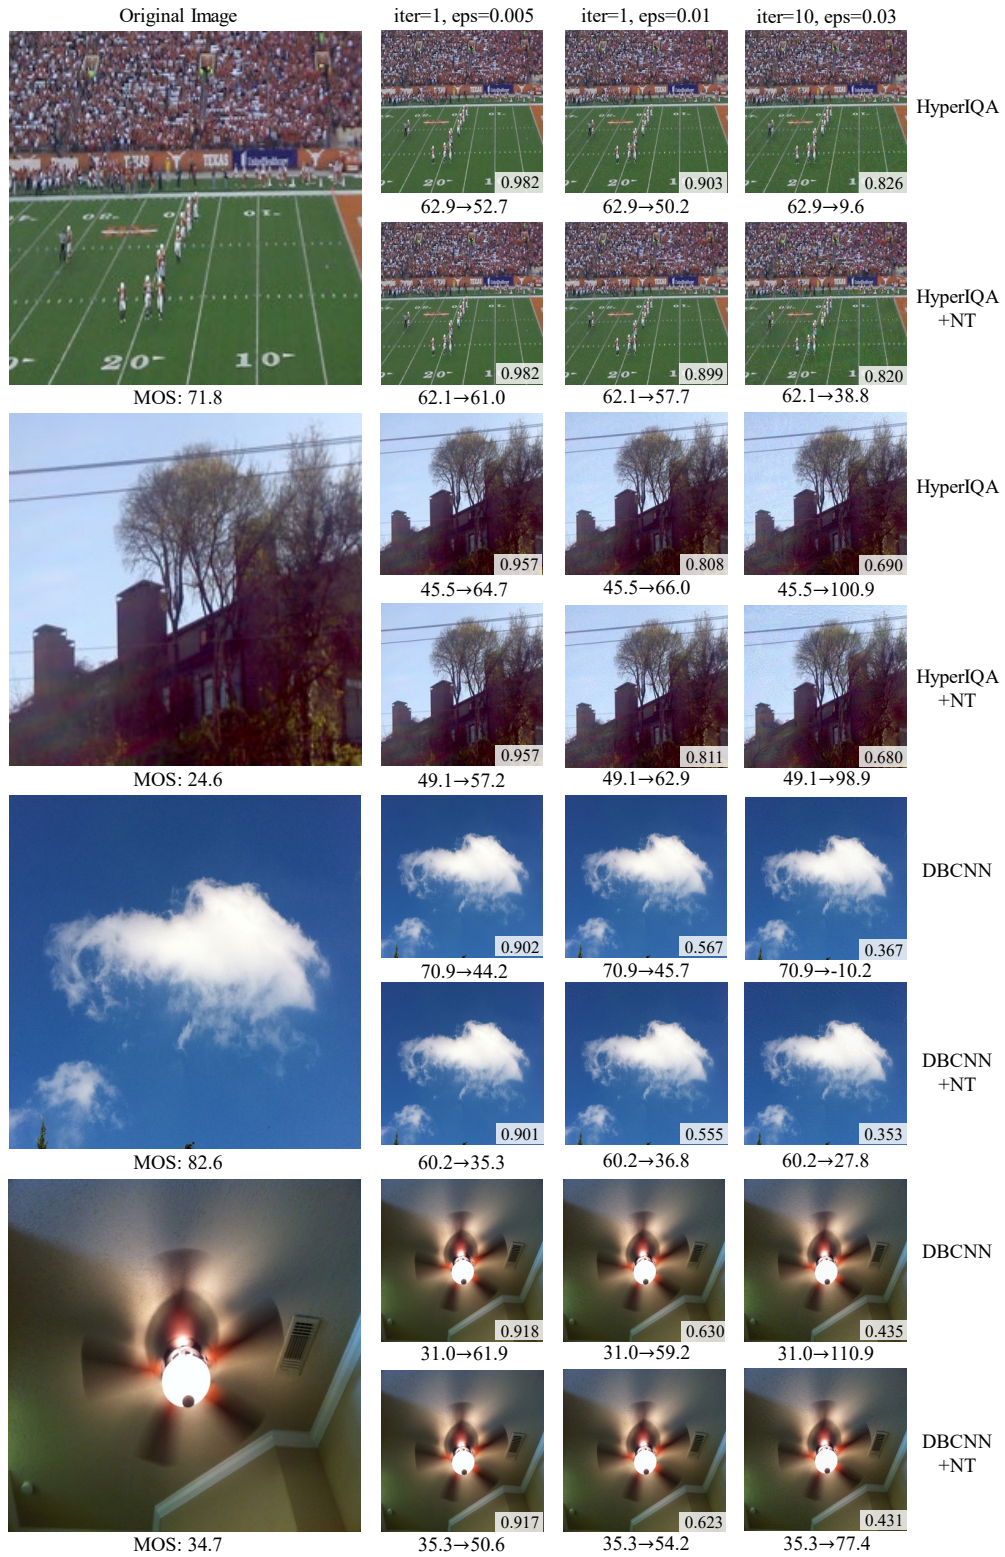 Original Image
iter=1, eps=0.005
iter=1, eps=0.01
iter=10, eps=0.03
TEXAS TEXAS UnitedHealthcare
20 10
0.982
0.903
0.826
HyperIQA
62.9→52.7
62.9→50.2
62.9→9.6
0.982
0.899
0.820
HyperIQA
+NT
MOS: 71.8
62.1→61.0
62.1→57.7
62.1→38.8
0.957
0.808
0.690
HyperIQA
45.5→64.7
45.5→66.0
45.5→100.9
0.957
0.811
0.680
HyperIQA
+NT
MOS: 24.6
49.1→57.2
49.1→62.9
49.1→98.9
0.902
0.567
0.367
DBCNN
70.9→44.2
70.9→45.7
70.9→-10.2
0.901
0.555
0.353
DBCNN
+NT
MOS: 82.6
60.2→35.3
60.2→36.8
60.2→27.8
0.918
0.630
0.435
DBCNN
31.0→61.9
31.0→59.2
31.0→110.9
0.917
0.623
0.431
DBCNN
+NT
MOS: 34.7
35.3→50.6
35.3→54.2
35.3→77.4